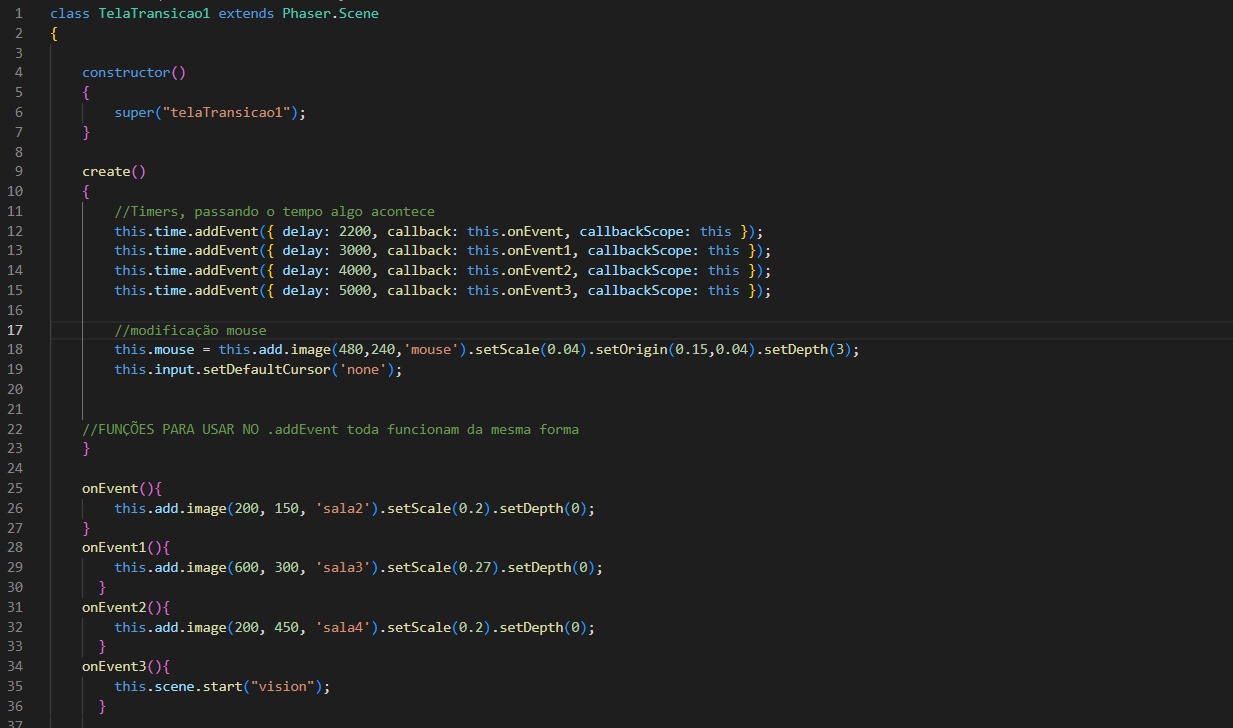 1 class TelaTransicao1 extends Phaser.Scene
2 {
3
4 constructor()
5 {
6 super("telaTransicao1");
7 }
8
9 create()
10 {
11 //Timers, passando o tempo algo acontece
12 this.time.addEvent({ delay: 2200, callback: this.onEvent, callbackScope: this });
13 this.time.addEvent({ delay: 3000, callback: this.onEvent1, callbackScope: this });
14 this.time.addEvent({ delay: 4000, callback: this.onEvent2, callbackScope: this });
15 this.time.addEvent({ delay: 5000, callback: this.onEvent3, callbackScope: this });
16
17 //modificação mouse
18 this.mouse = this.add.image(480,240,'mouse').setScale(0.04).setOrigin(0.15,0.04).setDepth(3);
19 this.input.setDefaultCursor('none');
20
21
22 //FUNÇÕES PARA USAR NO .addEvent toda funcionam da mesma forma
23 }
24
25 onEvent(){
26 this.add.image(200, 150, 'sala2').setScale(0.2).setDepth(0);
27 }
28 onEvent1(){
29 this.add.image(600, 300, 'sala3').setScale(0.27).setDepth(0);
30 }
31 onEvent2(){
32 this.add.image(200, 450, 'sala4').setScale(0.2).setDepth(0);
33 }
34 onEvent3(){
35 this.scene.start("vision");
36 }
37